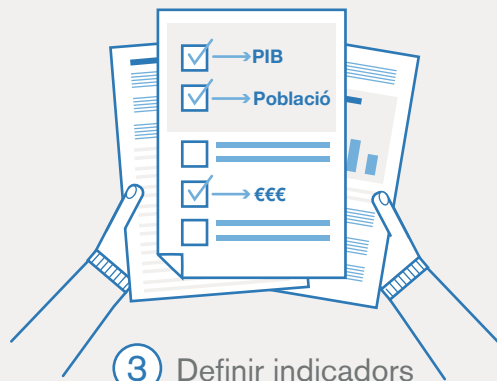 PIB
Població
€€€
3 Definir indicadors